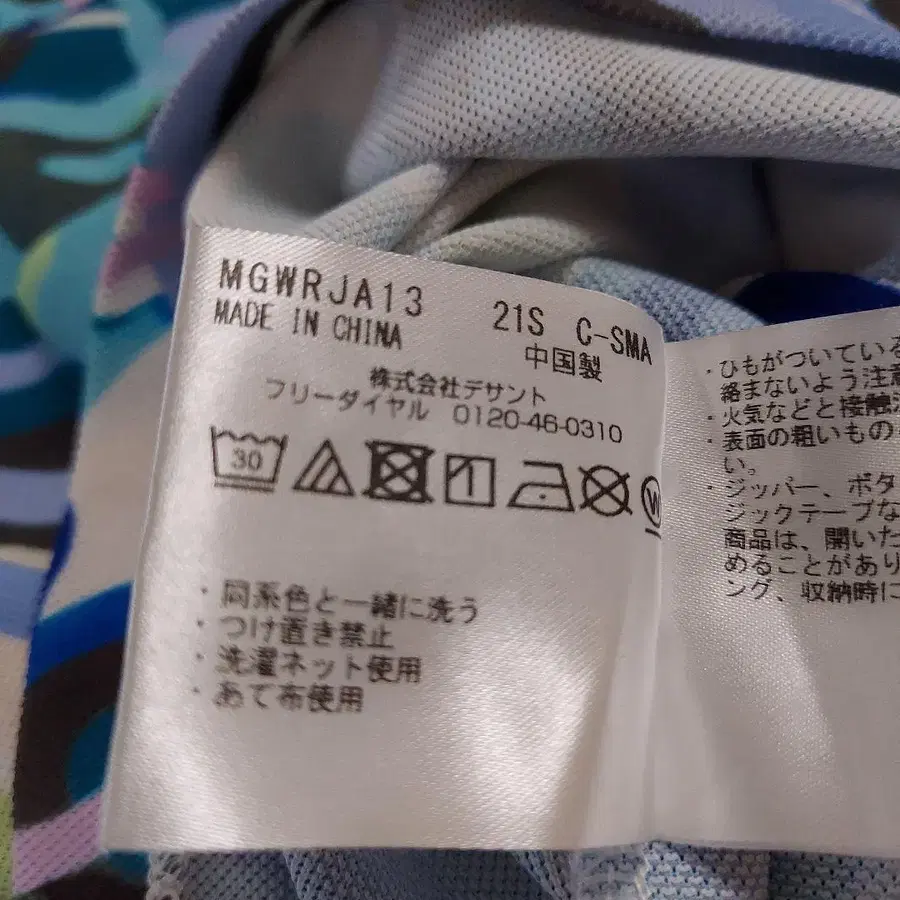 MGWRJA13 21S C-SMA
MADE IN CHINA 中国製
株式会社デサント
フリーダイヤル 0120-46-0310
30
W
・同系色と一緒に洗う
・つけ置き禁止
・洗濯ネット使用
・あて布使用
・ひもがついている
絡まないよう注意
・火気などと接触
・表面の粗いもの
い。
・ジッパー、ボタ
ジックテープな
商品は、開いた
めることがあり
ング、収納時に